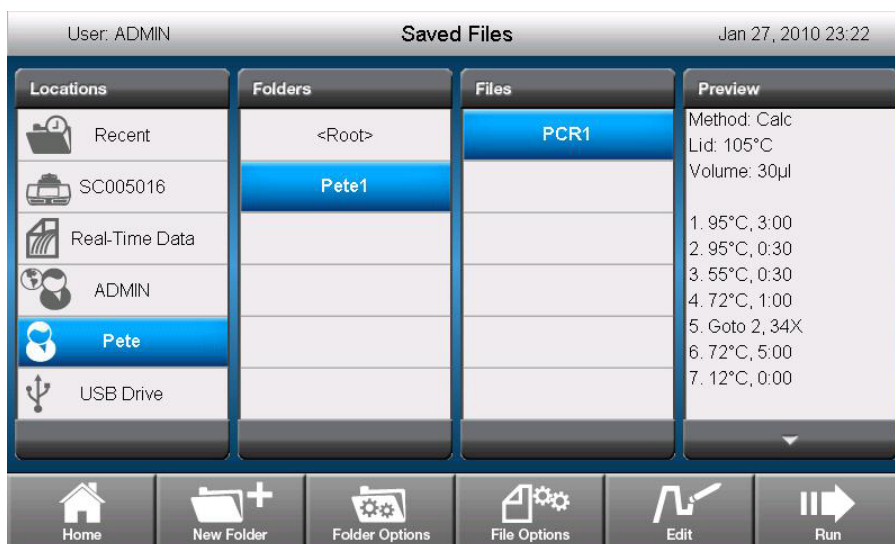 User: ADMIN
Saved Files
Jan 27, 2010 23:22
Locations
Recent
SC005016
Real-Time Data
ADMIN
Pete
USB Drive
Folders
<Root>
Pete1
Files
PCR1
Preview
Method: Calc
Lid: 105°C
Volume: 30µl
1. 95°C, 3:00
2. 95°C, 0:30
3. 55°C, 0:30
4. 72°C, 1:00
5. Goto 2, 34X
6. 72°C, 5:00
7. 12°C, 0:00
Home
New Folder
Folder Options
File Options
Edit
Run